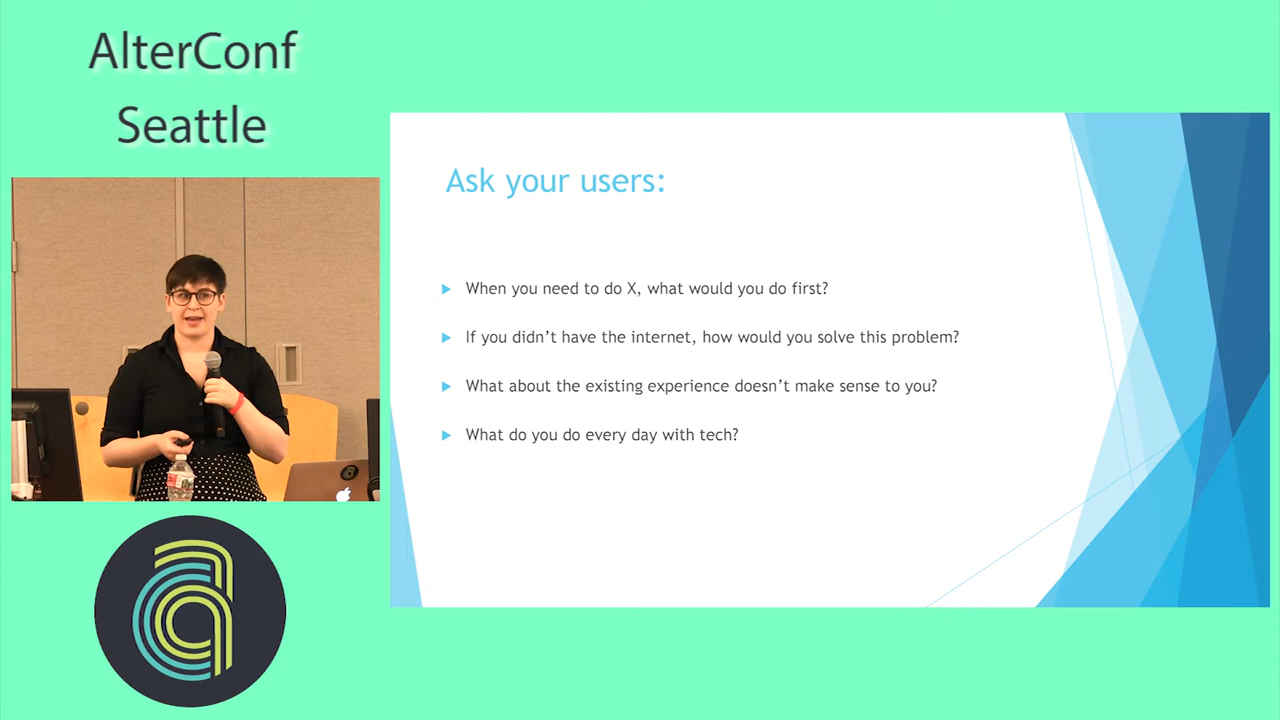 AlterConf
Seattle
Ask your users:
When you need to do X, what would you do first?
If you didn’t have the internet, how would you solve this problem?
What about the existing experience doesn’t make sense to you?
What do you do every day with tech?